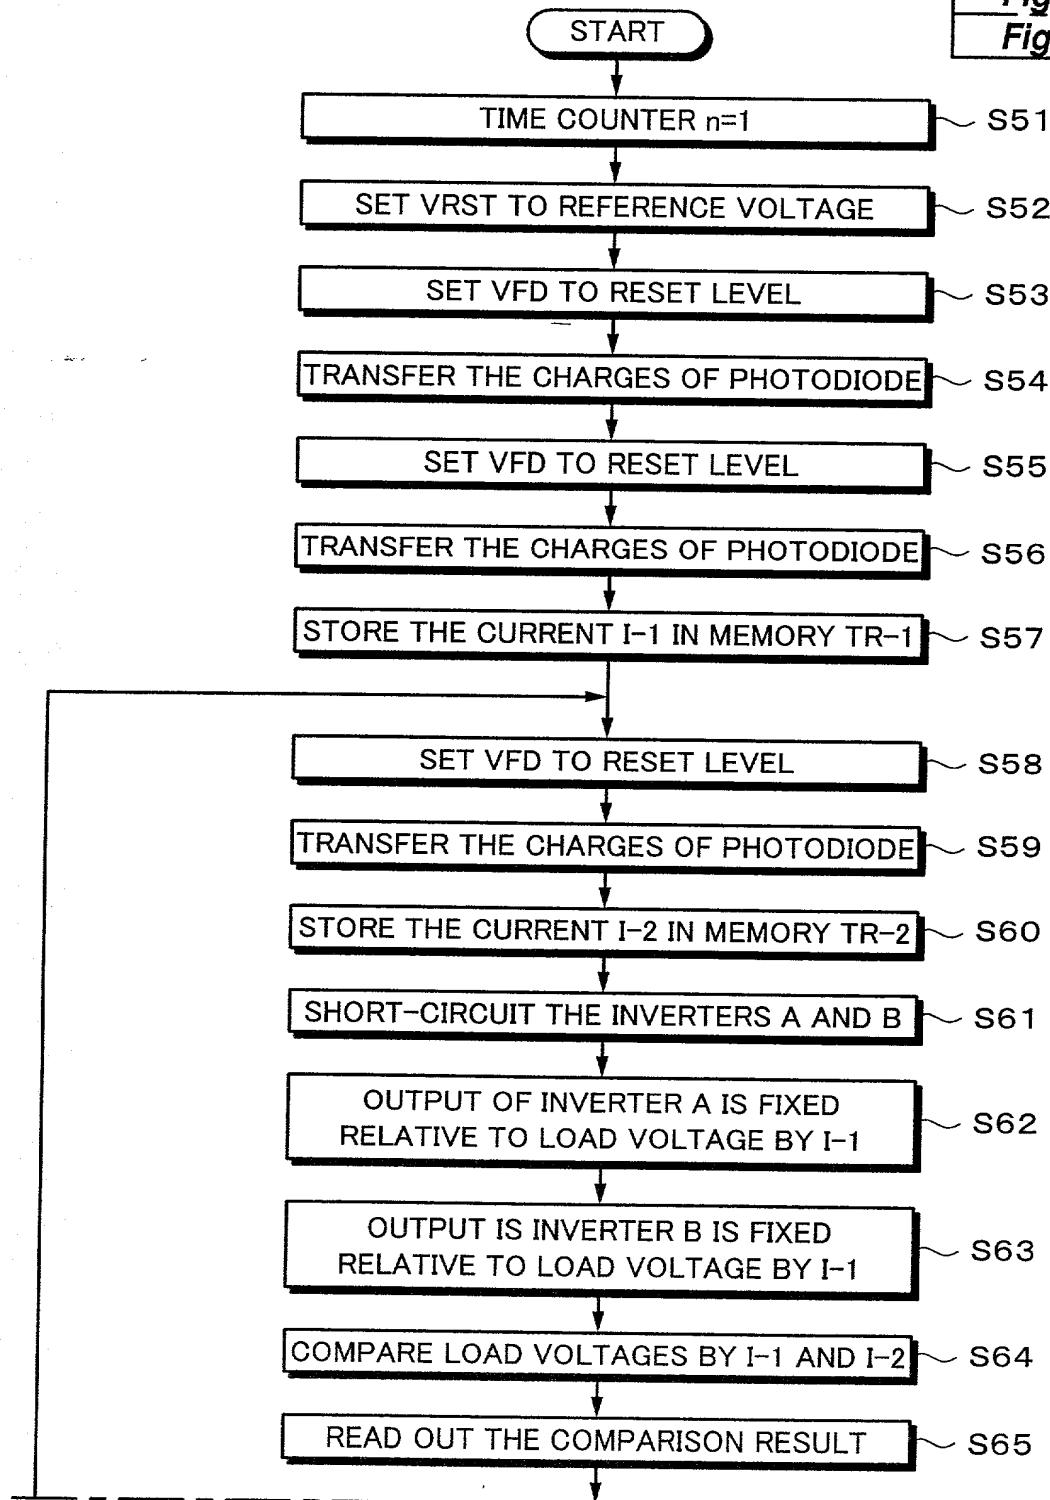 Fig
Fig
START
TIME COUNTER n=1
S51
SET VRST TO REFERENCE VOLTAGE
S52
SET VFD TO RESET LEVEL
S53
TRANSFER THE CHARGES OF PHOTODIODE
S54
SET VFD TO RESET LEVEL
S55
TRANSFER THE CHARGES OF PHOTODIODE
S56
STORE THE CURRENT I-1 IN MEMORY TR-1
S57
SET VFD TO RESET LEVEL
S58
TRANSFER THE CHARGES OF PHOTODIODE
S59
STORE THE CURRENT I-2 IN MEMORY TR-2
S60
SHORT-CIRCUIT THE INVERTERS A AND B
S61
OUTPUT OF INVERTER A IS FIXED
RELATIVE TO LOAD VOLTAGE BY I-1
S62
OUTPUT IS INVERTER B IS FIXED
RELATIVE TO LOAD VOLTAGE BY I-1
S63
COMPARE LOAD VOLTAGES BY I-1 AND I-2
S64
READ OUT THE COMPARISON RESULT
S65